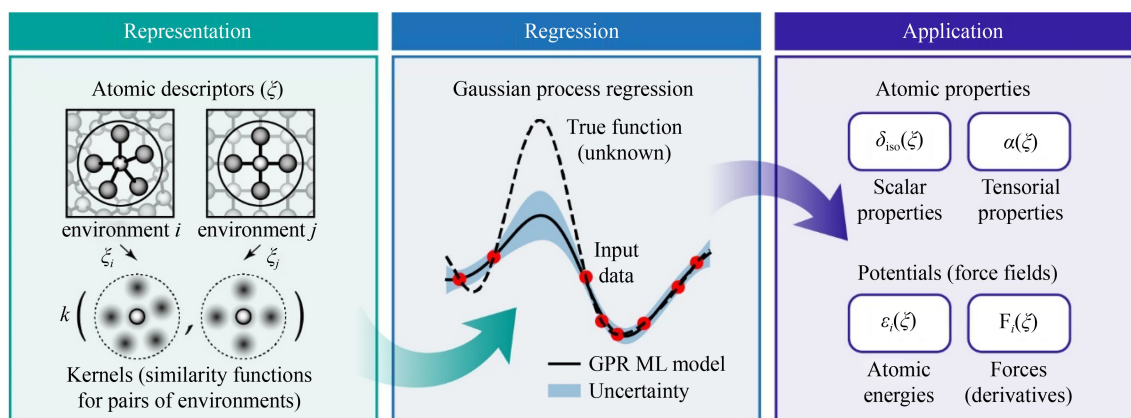 Representation
Atomic descriptors (ξ)
environment i
environment j
ξi
ξj
k ( , )
Kernels (similarity functions
for pairs of environments)
Regression
Gaussian process regression
True function
(unknown)
Input
data
GPR ML model
Uncertainty
Application
Atomic properties
δiso(ξ)
α(ξ)
Scalar
properties
Tensorial
properties
Potentials (force fields)
εi(ξ)
Fi(ξ)
Atomic
energies
Forces
(derivatives)